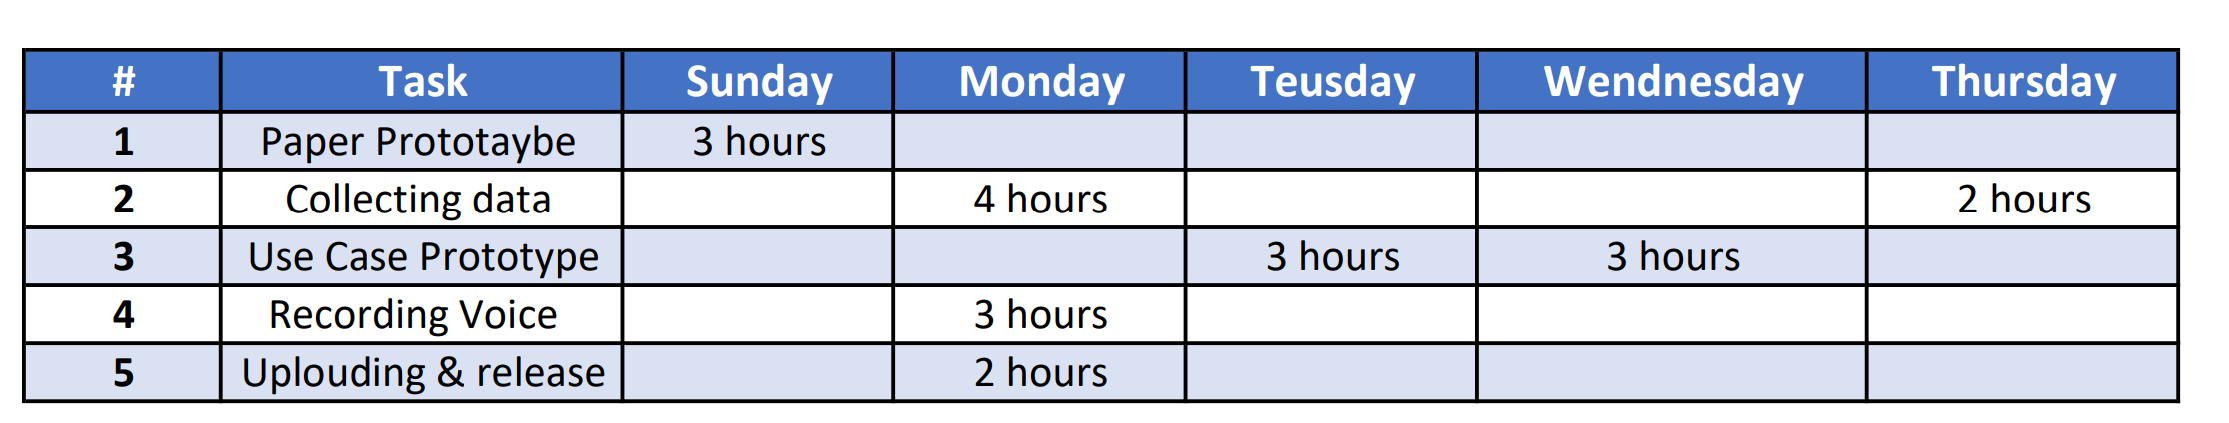 # Task Sunday Monday Teusday Wendnesday Thursday
1 Paper Prototaybe 3 hours
2 Collecting data 4 hours 2 hours
3 Use Case Prototype 3 hours 3 hours
4 Recording Voice 3 hours
5 Uplouding & release 2 hours